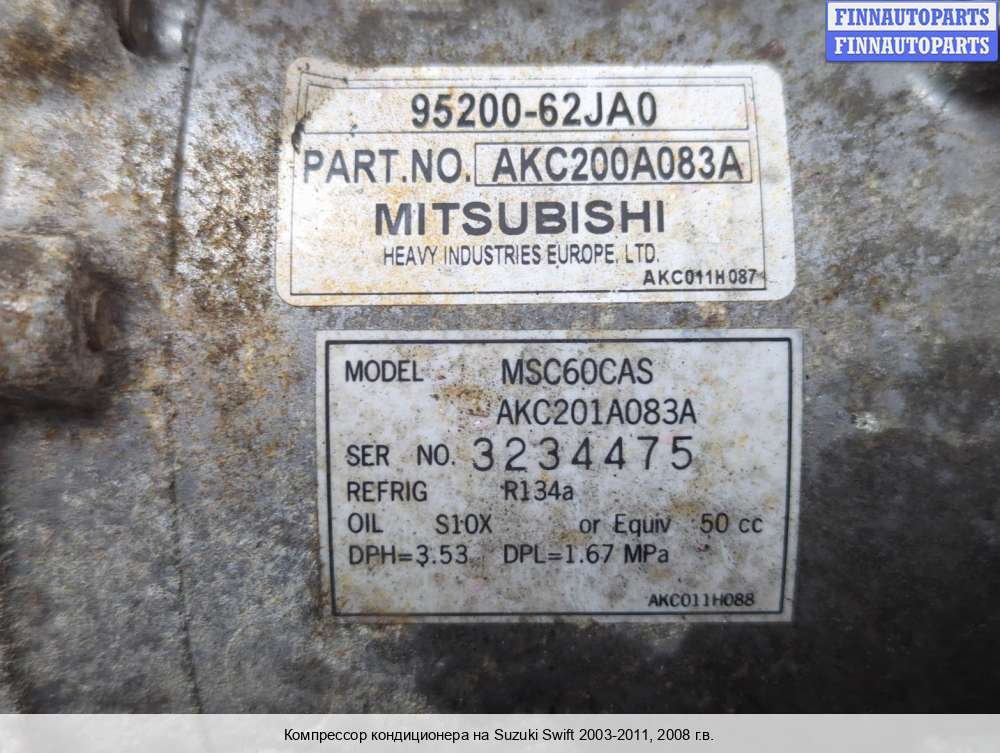 FINNAUTOPARTS
FINNAUTOPARTS
95200-62JA0
PART.NO. AKC200A083A
MITSUBISHI
HEAVY INDUSTRIES EUROPE, LTD.
AKC011H087
MODEL MSC60CAS
AKC201A083A
SER NO. 3234475
REFRIG R134a
OIL S10X or Equiv 50 cc
DPH=3.53 DPL=1.67 MPa
AKC011H088
Компрессор кондиционера на Suzuki Swift 2003-2011, 2008 г.в.